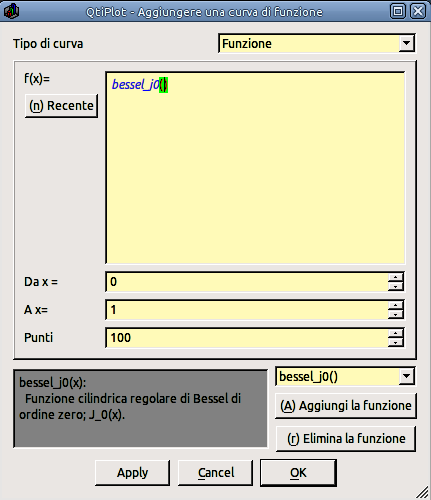 QtiPlot - Aggiungere una curva di funzione
Tipo di curva Funzione
f(x)= bessel_j0()
(n) Recente
Da x = 0
A x= 1
Punti 100
bessel_j0(x):
Funzione cilindrica regolare di Bessel di
ordine zero; J_0(x).
bessel_j0()
(A) Aggiungi la funzione
(r) Elimina la funzione
Apply Cancel OK